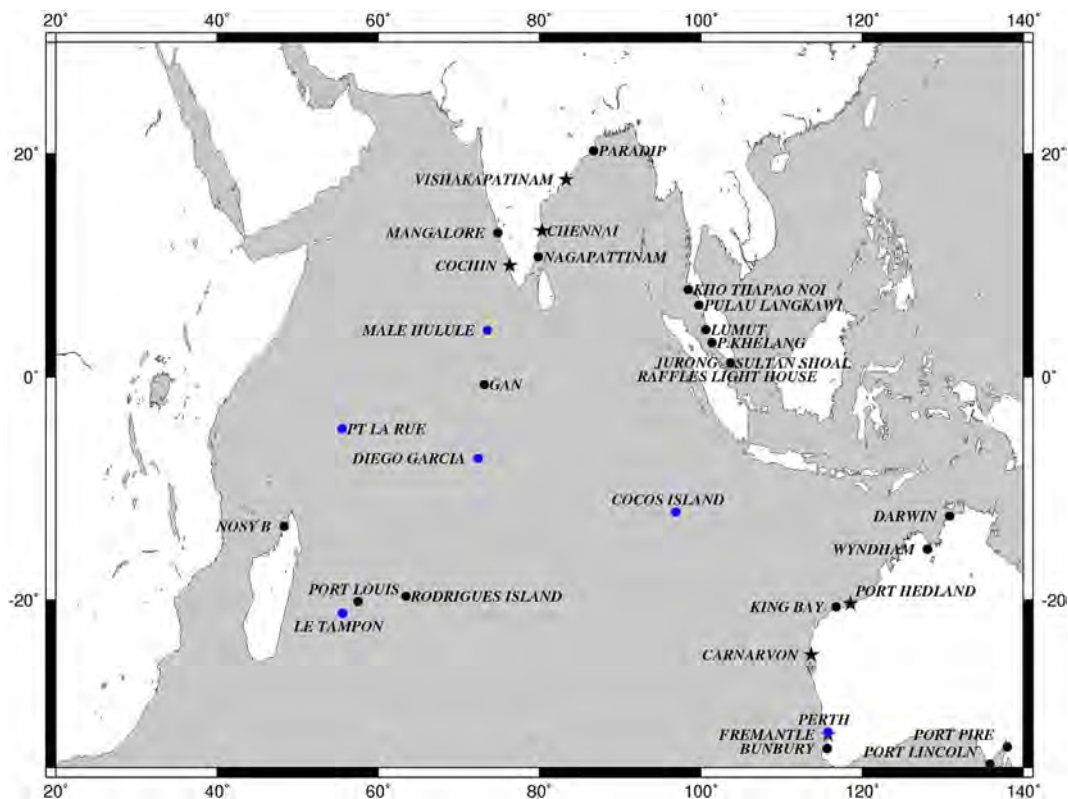 20° 40° 60° 80° 100° 120° 140°
20° PARADIP 20°
VISHAKAPATINAM
MANGALORE CHENNAI
NAGAPATTINAM
COCHIN
KHO THAPAO NOI
PULAU LANGKAWI
MALE HULULE LUMUT
P.KHELANG
JURONG SULTAN SHOAL
0° GAN RAFFLES LIGHT HOUSE 0°
PT LA RUE
DIEGO GARCIA
COCOS ISLAND
NOSY B DARWIN
WYNDHAM
PORT LOUIS RODRIGUES ISLAND PORT HEDLAND
-20° KING BAY -20°
LE TAMPON
CARNARVON
PERTH
FREMANTLE PORT PIRE
BUNBURY PORT LINCOLN
20° 40° 60° 80° 100° 120° 140°